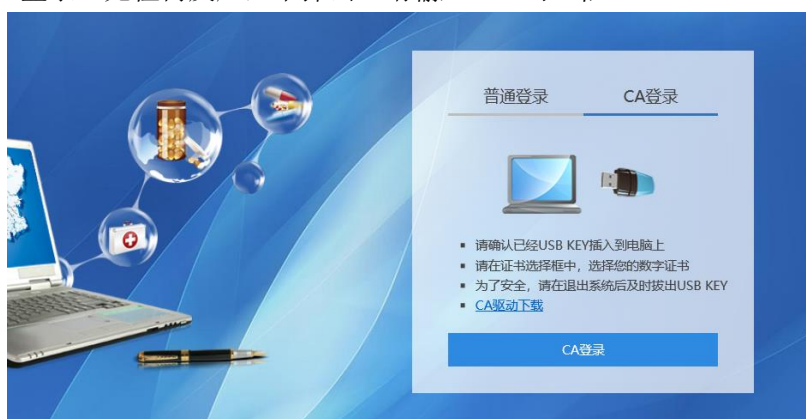 普通登录 CA登录
请确认已经USB KEY插入到电脑上
请在证书选择框中，选择您的数字证书
为了安全，请在退出系统后及时拔出USB KEY
CA驱动下载
CA登录